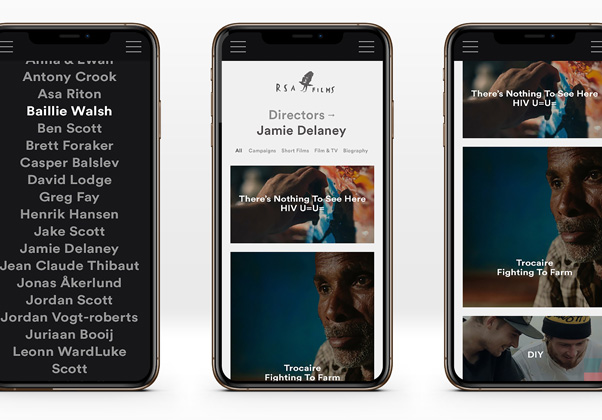 Anna & Ewan
Antony Crook
Asa Riton
Baillie Walsh
Ben Scott
Brett Foraker
Casper Balslev
David Lodge
Greg Fay
Henrik Hansen
Jake Scott
Jamie Delaney
Jean Claude Thibaut
Jonas Åkerlund
Jordan Scott
Jordan Vogt-roberts
Juriaan Booij
Leonn WardLuke
Scott
RSA FILMS
Directors→
Jamie Delaney
All Campaigns Short Films Film & TV Biography
There's Nothing To See Here
HIV U=U=
Trocaire
Fighting To Farm
There's Nothing To See Here
HIV U=U=
Trocaire
Fighting To Farm
DIY